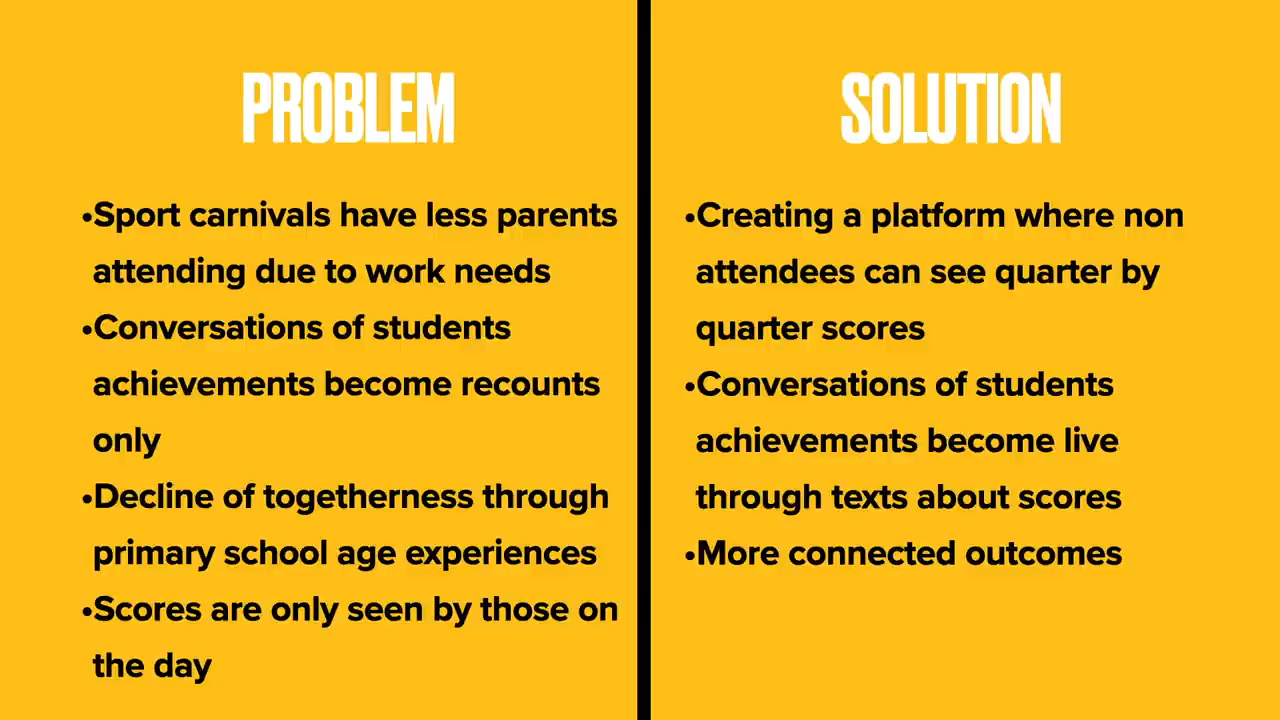 PROBLEM
•Sport carnivals have less parents
attending due to work needs
•Conversations of students
achievements become recounts
only
•Decline of togetherness through
primary school age experiences
•Scores are only seen by those on
the day
SOLUTION
•Creating a platform where non
attendees can see quarter by
quarter scores
•Conversations of students
achievements become live
through texts about scores
•More connected outcomes